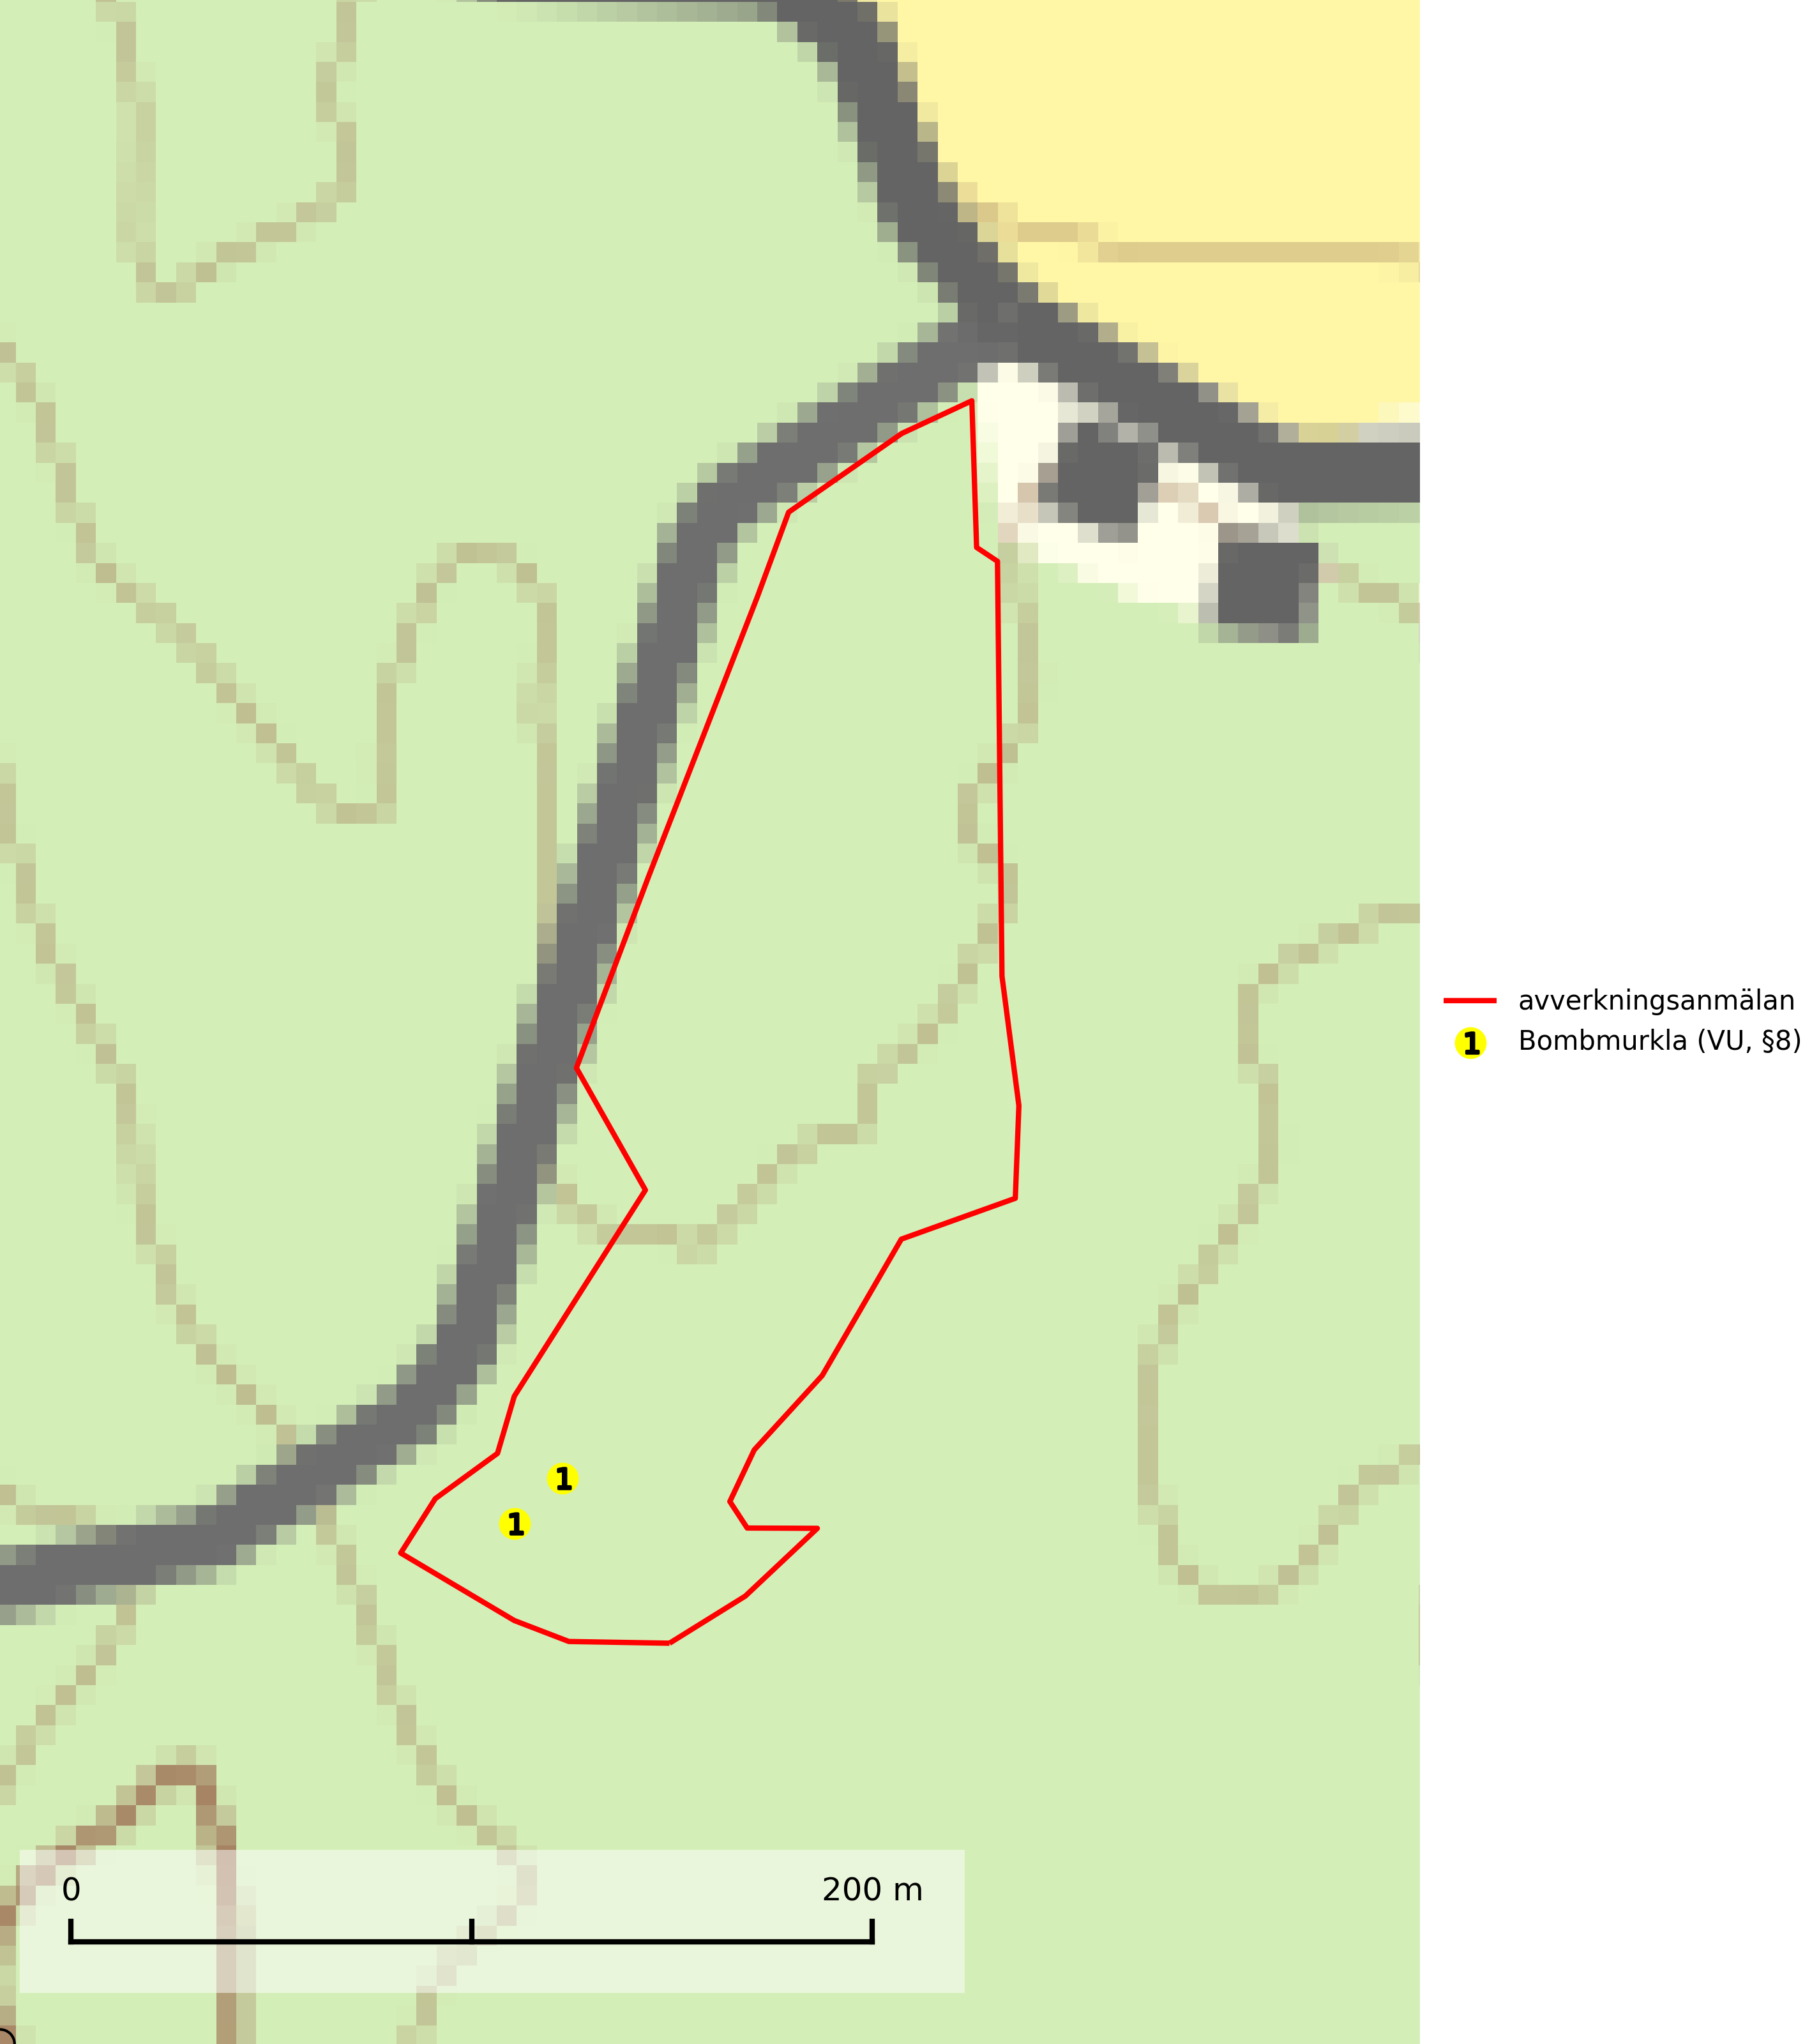 avverkningsanmälan
1 Bombmurkla (VU, §8)
1
1
0 200 m